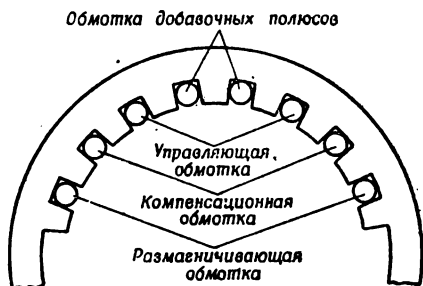 Обмотка добавочных полюсов
Управляющая
обмотка
Компенсационная
обмотка
Размагничивающая
обмотка